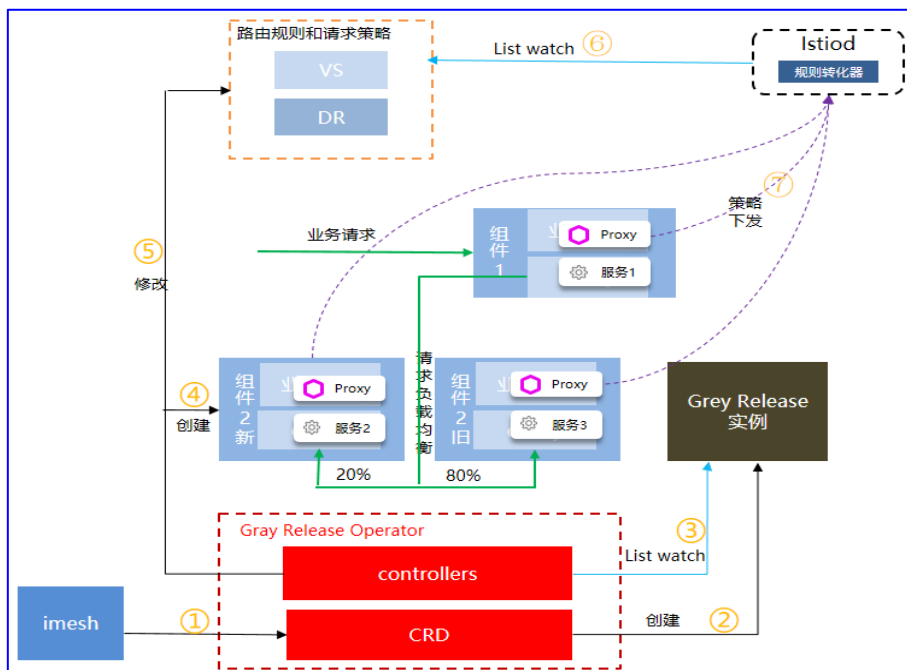 路由规则和请求策略
VS
DR
List watch
⑥
Istiod
规则转化器
⑦
策略
下发
业务请求
组件1
Proxy
服务1
⑤
修改
④
创建
组件2新
Proxy
服务2
请求负载均衡
组件2旧
Proxy
服务3
20%
80%
Grey Release
实例
Gray Release Operator
controllers
③
List watch
imesh
①
CRD
创建
②